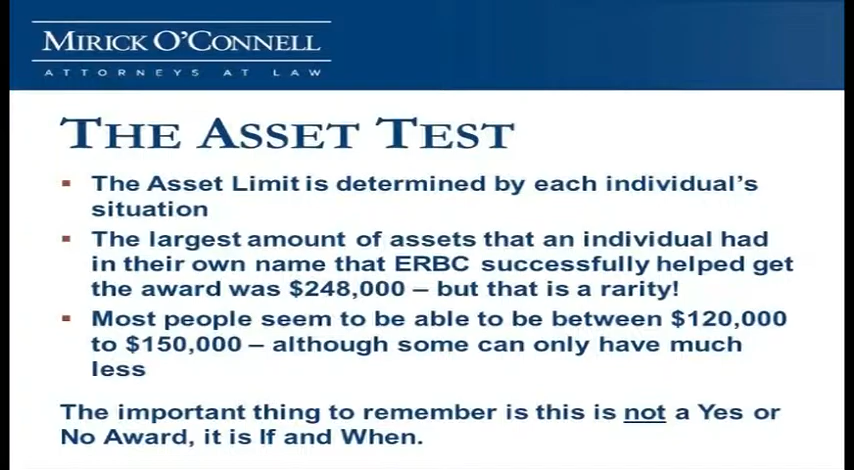 MIRICK O'CONNELL
ATTORNEYS AT LAW
THE ASSET TEST
▪ The Asset Limit is determined by each individual's
situation
▪ The largest amount of assets that an individual had
in their own name that ERBC successfully helped get
the award was $248,000 – but that is a rarity!
▪ Most people seem to be able to be between $120,000
to $150,000 – although some can only have much
less
The important thing to remember is this is not a Yes or
No Award, it is If and When.